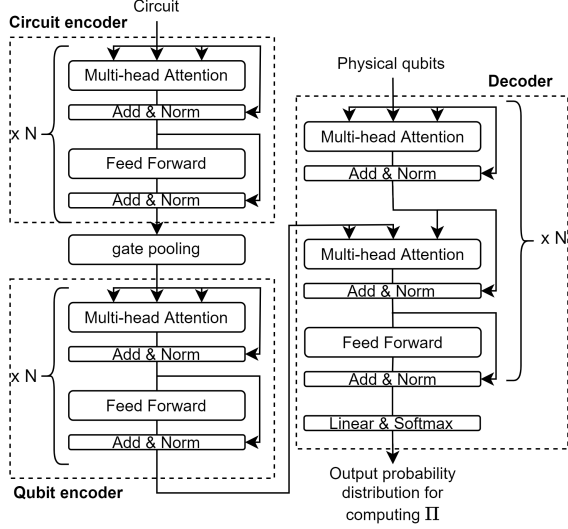 Circuit
Circuit encoder
Multi-head Attention
Add & Norm
x N
Feed Forward
Add & Norm
gate pooling
Multi-head Attention
Add & Norm
x N
Feed Forward
Add & Norm
Qubit encoder
Physical qubits
Decoder
Multi-head Attention
Add & Norm
x N
Multi-head Attention
Add & Norm
Feed Forward
Add & Norm
Linear & Softmax
Output probability
distribution for
computing Π